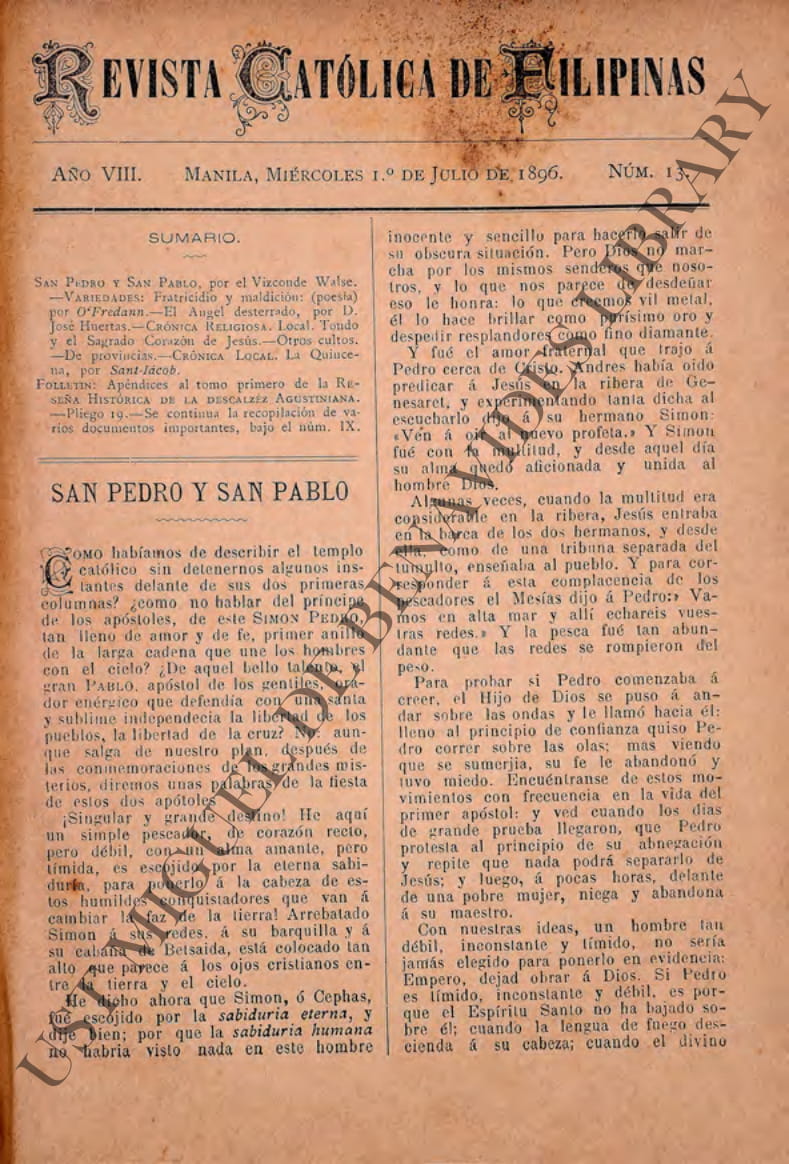 REVISTA CATÓLICA DE FILIPINAS
AÑO VIII. MANILA, MIÉRCOLES 1.º DE JULIO DE 1896. NÚM. 13.
SUMARIO.
SAN PEDRO Y SAN PABLO, por el Vizconde Walse.
—VARIEDADES: Fratricidio y maldición: (poesía)
por O'Fredann.—El Angel desterrado, por D.
José Huertas.—CRÓNICA RELIGIOSA. Local. Tondo
y el Sagrado Corazón de Jesús.—Otros cultos.
—De provincias.—CRÓNICA LOCAL. La Quince-
na, por Sant-Iácob.
FOLLETIN: Apéndices al tomo primero de la RE-
SEÑA HISTÓRICA DE LA DESCALZÉZ AGUSTINIANA.
—Pliego 19.—Se continua la recopilación de va-
rios documentos importantes, bajo el núm. IX.
SAN PEDRO Y SAN PABLO
COMO habíamos de describir el templo
católico sin detenernos algunos ins-
tantes delante de sus dos primeras
columnas? ¿como no hablar del príncipe
de los apóstoles, de este SIMON PEDRO,
tan lleno de amor y de fe, primer anillo
de la larga cadena que une los hombres
con el cielo? ¿De aquel bello talento, el
gran PABLO, apóstol de los gentiles, ora-
dor enérgico que defendía con una santa
y sublime independecia la libertad de los
pueblos, la libertad de la cruz? No: aun-
que salga de nuestro plan, después de
las conmemoraciones de los grandes mis-
terios, diremos unas palabras de la fiesta
de estos dos apótoles
¡Singular y grande destino! He aquí
un simple pescador, de corazón recto,
pero débil, con un alma amante, pero
tímida, es escojido por la eterna sabi-
duría, para ponerlo á la cabeza de es-
tos humildes conquistadores que van á
cambiar la faz de la tierra! Arrebatado
Simon á sus redes, á su barquilla y á
su cabaña de Betsaida, está colocado tan
alto que parece á los ojos cristianos en-
tre la tierra y el cielo.
He dicho ahora que Simon, ó Cephas,
fué escójido por la sabiduria eterna, y
dije bien; por que la sabiduria humana
no habria visto nada en este hombre
inocente y sencillo para hacerlo salir de
su obscura situación. Pero Dios no mar-
cha por los mismos senderos que noso-
tros, y lo que nos parece de desdeñar
eso le honra: lo que creemos vil metal,
él lo hace brillar como purísimo oro y
despedir resplandores como fino diamante.
Y fué el amor fraternal que trajo á
Pedro cerca de Cristo. Andres había oido
predicar á Jesús en la ribera de Ge-
nesaret, y experimentando tanta dicha al
escucharlo dijo á su hermano Simon:
«Vén á oir al nuevo profeta.» Y Simon
fué con la multitud, y desde aquel día
su alma quedó aficionada y unida al
hombre Dios.
Algunas veces, cuando la multitud era
considerable en la ribera, Jesús entraba
en la barca de los dos hermanos, y desde
ella, como de una tribuna separada del
tumulto, enseñaba al pueblo. Y para cor-
responder á esta complacencia de los
pescadores el Mesías dijo á Pedro:» Va-
mos en alta mar y allí echareis vues-
tras redes.» Y la pesca fué tan abun-
dante que las redes se rompieron del
peso.
Para probar si Pedro comenzaba á
creer, el Hijo de Dios se puso á an-
dar sobre las ondas y le llamó hacia él:
lleno al principio de confianza quiso Pe-
dro correr sobre las olas; mas viendo
que se sumerjia, su fe le abandonó y
tuvo miedo. Encuéntranse de estos mo-
vimientos con frecuencia en la vida del
primer apóstol: y ved cuando los dias
de grande prueba llegaron, que Pedro
protesta al principio de su abnegación
y repite que nada podrá separarlo de
Jesús; y luego, á pocas horas, delante
de una pobre mujer, niega y abandona
á su maestro.
Con nuestras ideas, un hombre tan
débil, inconstante y tímido, no sería
jamás elegido para ponerlo en evidencia:
Empero, dejad obrar á Dios. Si Pedro
es tímido, inconstante y débil, es por-
que el Espíritu Santo no ha bajado so-
bre él; cuando la lengua de fuego des-
cienda á su cabeza; cuando el divino
UST MIGUEL DE BENAVIDES LIBRARY